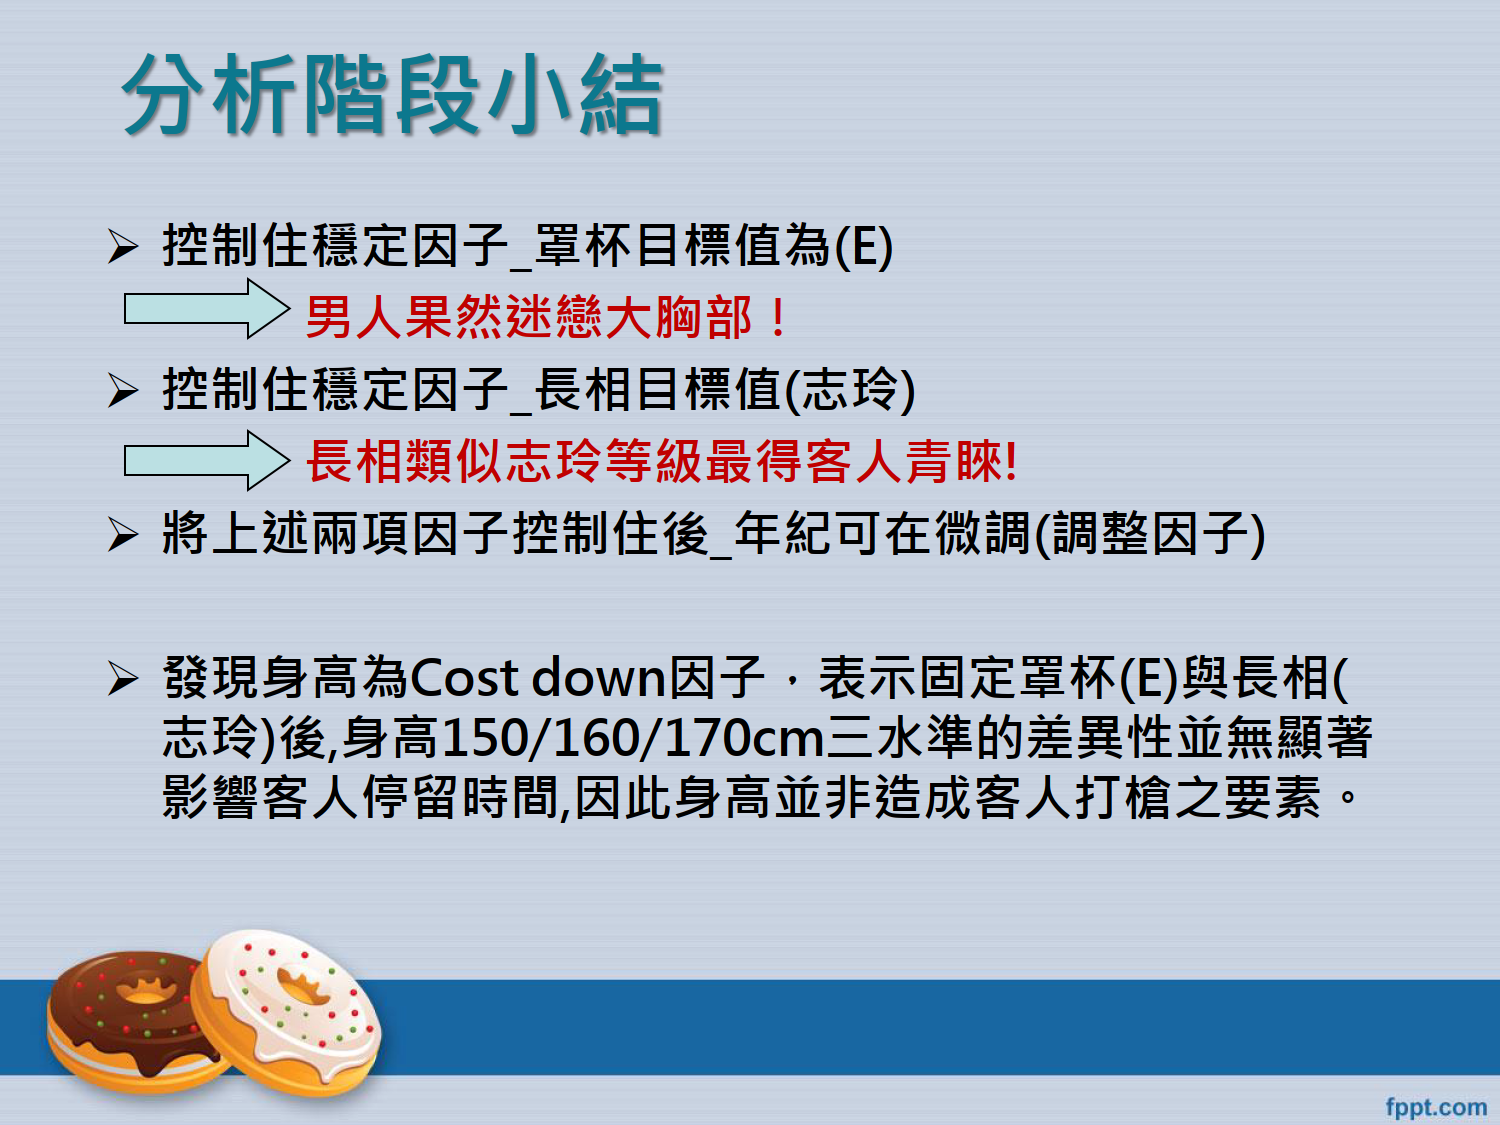 分析階段小結
控制住穩定因子_罩杯目標值為(E)
男人果然迷戀大胸部！
控制住穩定因子_長相目標值(志玲)
長相類似志玲等級最得客人青睞!
將上述兩項因子控制住後_年紀可在微調(調整因子)
發現身高為Cost down因子，表示固定罩杯(E)與長相(
志玲)後,身高150/160/170cm三水準的差異性並無顯著
影響客人停留時間,因此身高並非造成客人打槍之要素。
fppt.com